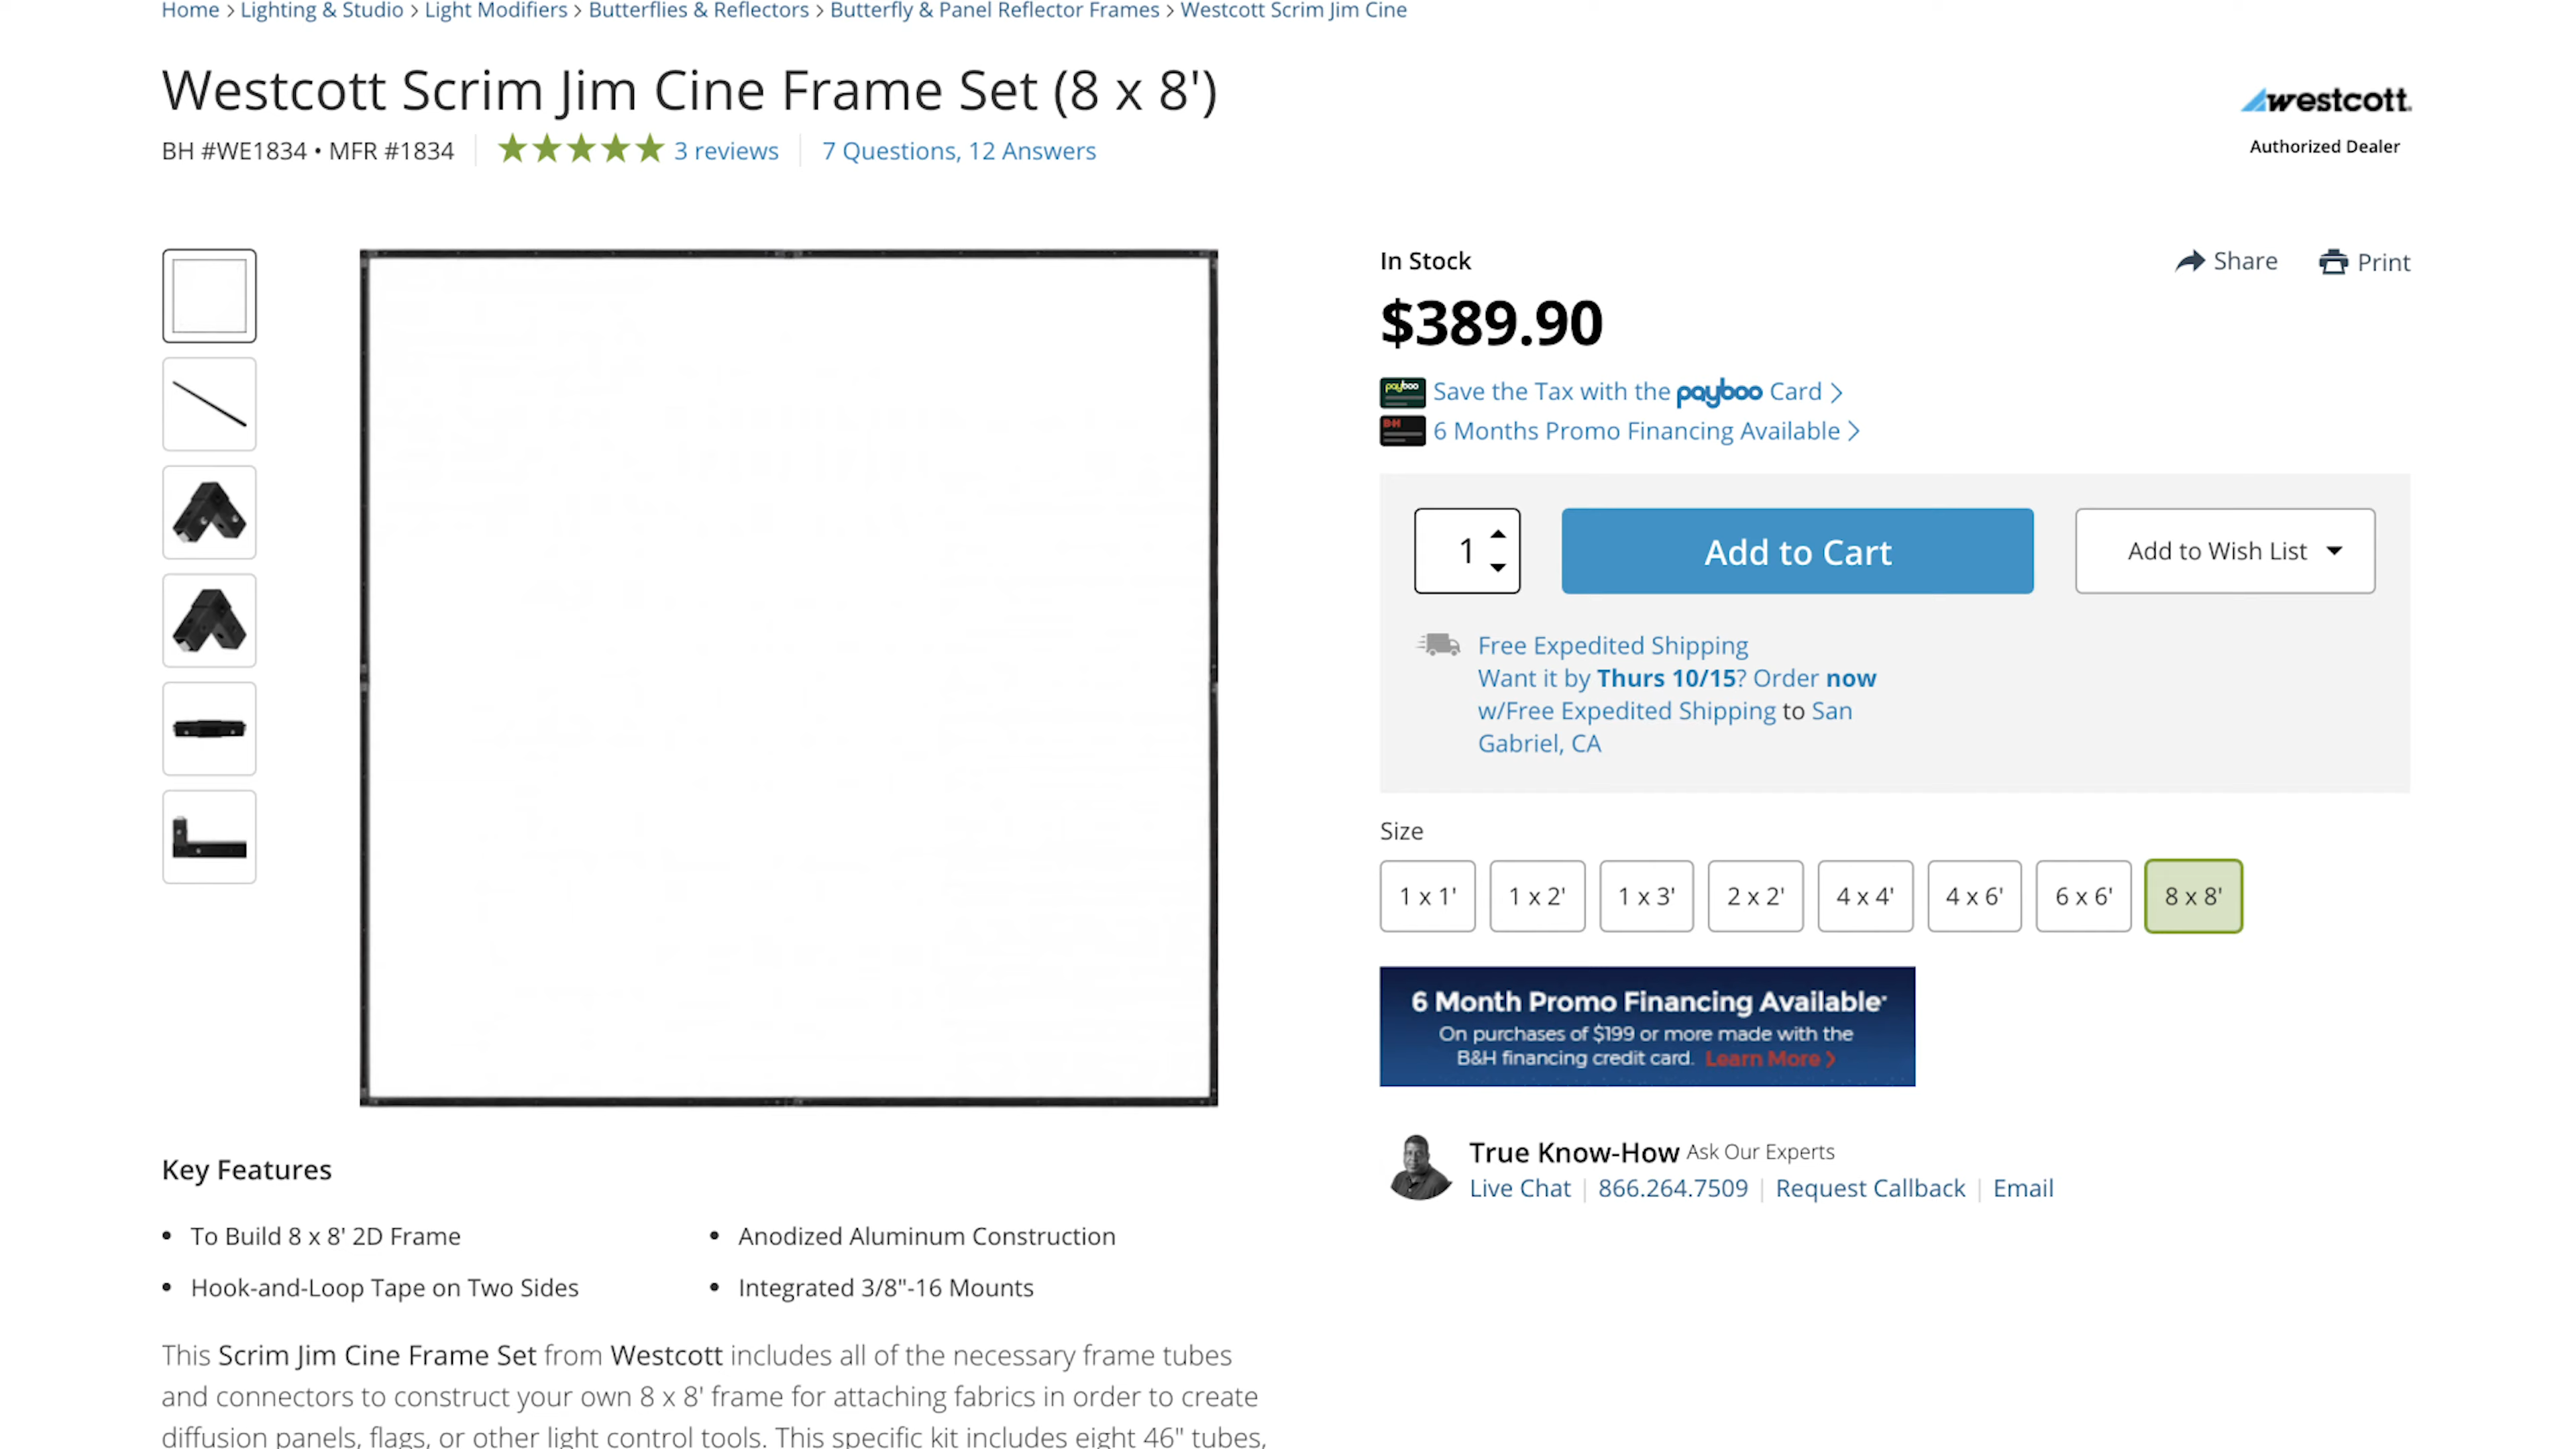 Home > Lighting & Studio > Light Modifiers > Butterflies & Reflectors > Butterfly & Panel Reflector Frames > Westcott Scrim Jim Cine
Westcott Scrim Jim Cine Frame Set (8 x 8')
BH #WE1834 • MFR #1834
3 reviews
7 Questions, 12 Answers
westcott
Authorized Dealer
In Stock
Share
Print
$389.90
payboo
Save the Tax with the payboo Card >
BH
6 Months Promo Financing Available >
1
Add to Cart
Add to Wish List
Free Expedited Shipping
Want it by Thurs 10/15? Order now
w/Free Expedited Shipping to San
Gabriel, CA
Size
1 x 1'
1 x 2'
1 x 3'
2 x 2'
4 x 4'
4 x 6'
6 x 6'
8 x 8'
6 Month Promo Financing Available*
On purchases of $199 or more made with the
B&H financing credit card. Learn More >
True Know-How Ask Our Experts
Live Chat | 866.264.7509 | Request Callback | Email
Key Features
• To Build 8 x 8' 2D Frame
• Hook-and-Loop Tape on Two Sides
• Anodized Aluminum Construction
• Integrated 3/8"-16 Mounts
This Scrim Jim Cine Frame Set from Westcott includes all of the necessary frame tubes
and connectors to construct your own 8 x 8' frame for attaching fabrics in order to create
diffusion panels, flags, or other light control tools. This specific kit includes eight 46" tubes,